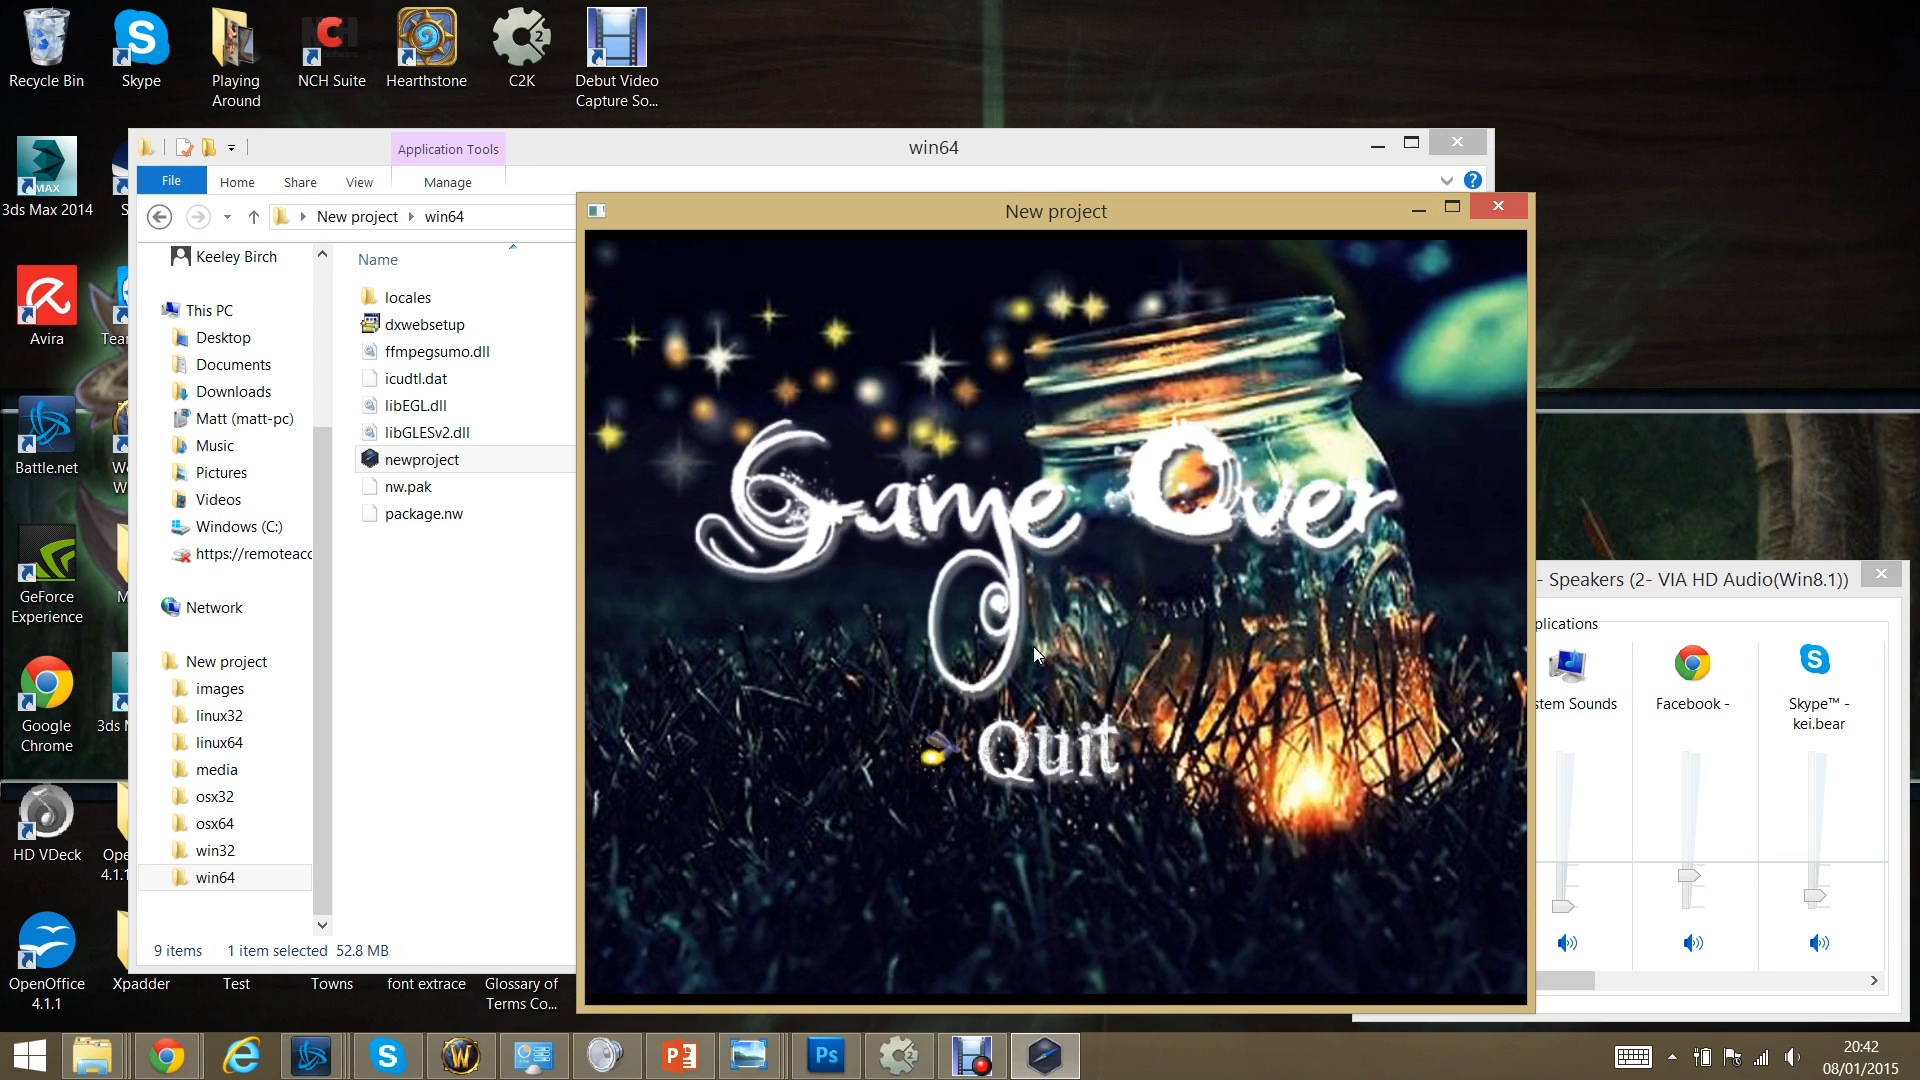 Recycle Bin
Skype
Playing
Around
NCH Suite
Hearthstone
C2K
Debut Video
Capture So...
MAX
3ds Max 2014
Avira
Battle.net
GeForce
Experience
Google
Chrome
HD VDeck
OpenOffice
4.1.1
Xpadder
Test
Towns
font extrace
Glossary of
Terms Co...
Application Tools
win64
File
Home
Share
View
Manage
New project
win64
Keeley Birch
This PC
Desktop
Documents
Downloads
Matt (matt-pc)
Music
Pictures
Videos
Windows (C:)
Network
New project
images
linux32
linux64
media
osx32
osx64
win32
win64
Name
locales
dxwebsetup
ffmpegsumo.dll
icudtl.dat
libEGL.dll
libGLESv2.dll
newproject
nw.pak
package.nw
9 items 1 item selected 52.8 MB
New project
Game Over
Quit
- Speakers (2- VIA HD Audio(Win8.1))
Sounds
Facebook -
Skype™ -
kei.bear
Ps
20:42
08/01/2015